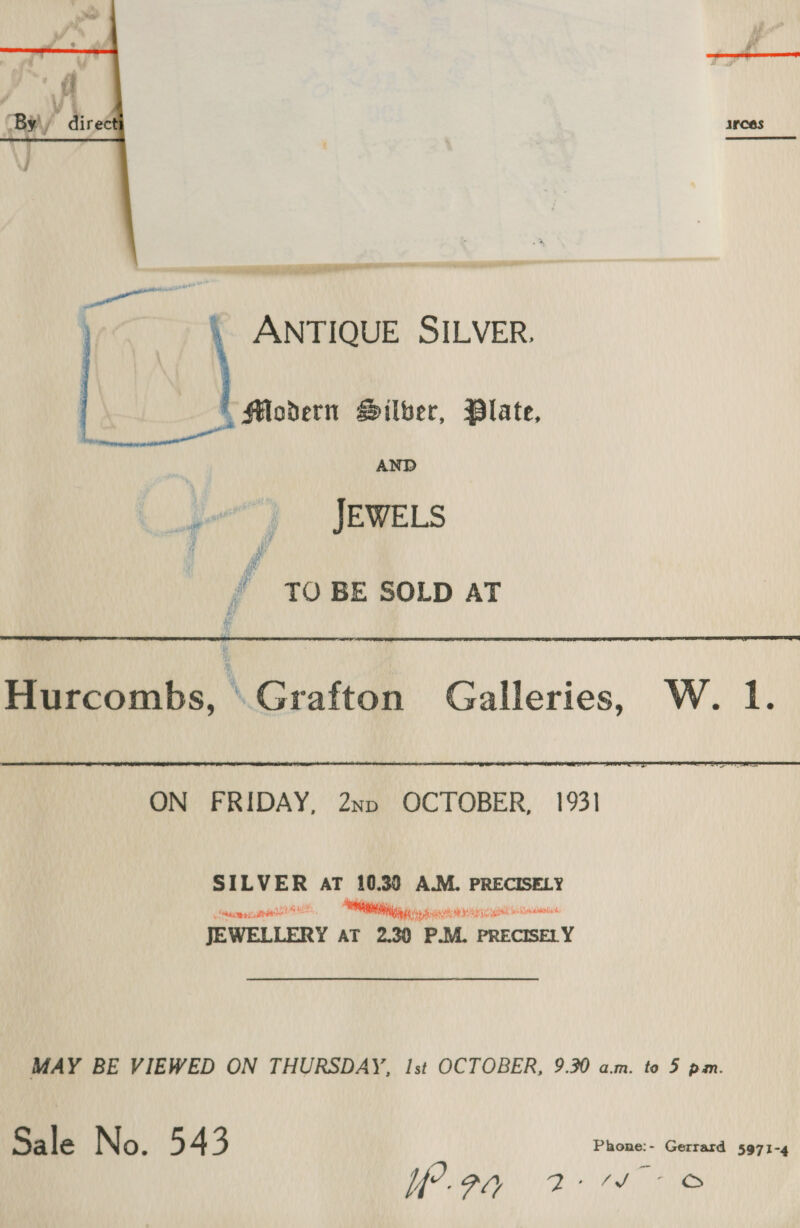 By direct
ANTIQUE SILVER.
Modern Silver, Plate,
AND
JEWELS
TO BE SOLD AT
Hurcombs, Grafton Galleries, W. 1.
ON FRIDAY, 2ND OCTOBER, 1931
SILVER AT 10.30 A.M. PRECISELY
JEWELLERY AT 2.30 P.M. PRECISELY
MAY BE VIEWED ON THURSDAY, 1st OCTOBER, 9.30 a.m. to 5 p.m.
Sale No. 543
Phone:- Gerrard 5971-4